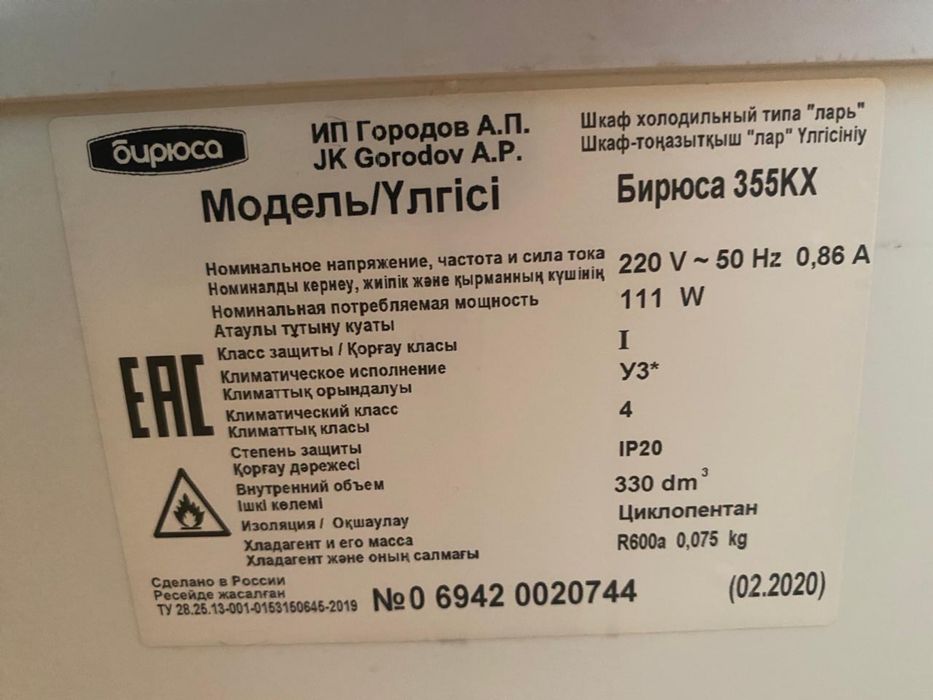 бирюса
ИП Городов А.П.
JK Gorodov A.P.
Шкаф холодильный типа "ларь"
Шкаф-тоңазытқыш "лар" Үлгісініу
Модель/Үлгісі
Бирюса 355КХ
Номинальное напряжение, частота и сила тока
Номиналды кернеу, жиілік және қырманның күшінің
220 V ~ 50 Hz 0,86 A
Номинальная потребляемая мощность
Атаулы тұтыну куаты
111 W
Класс защиты / Қорғау класы
I
Климатическое исполнение
Климаттық орындалуы
У3*
Климатический класс
Климаттық класы
4
Степень защиты
Қорғау дәрежесі
IP20
Внутренний объем
Ішкі көлемі
330 dm³
Изоляция / Оқшаулау
Циклопентан
Хладагент и его масса
Хладагент және оның салмағы
R600a 0,075 kg
EAC
Сделано в России
Ресейде жасалған
ТУ 28.25.13-001-0153150645-2019
№0 6942 0020744
(02.2020)